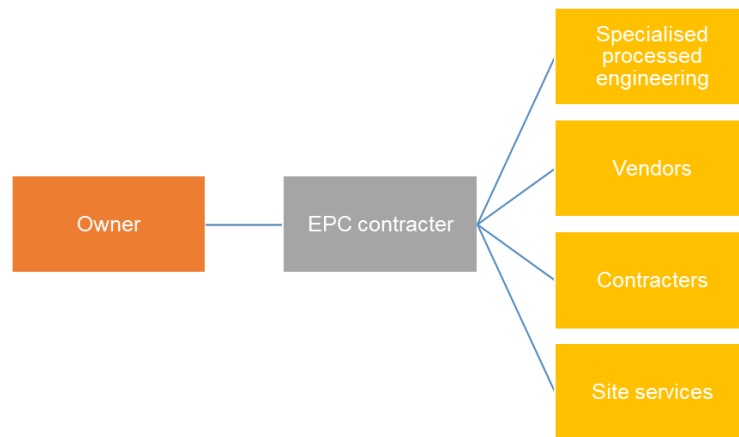 Owner
EPC contracter
Specialised
processed
engineering
Vendors
Contracters
Site services